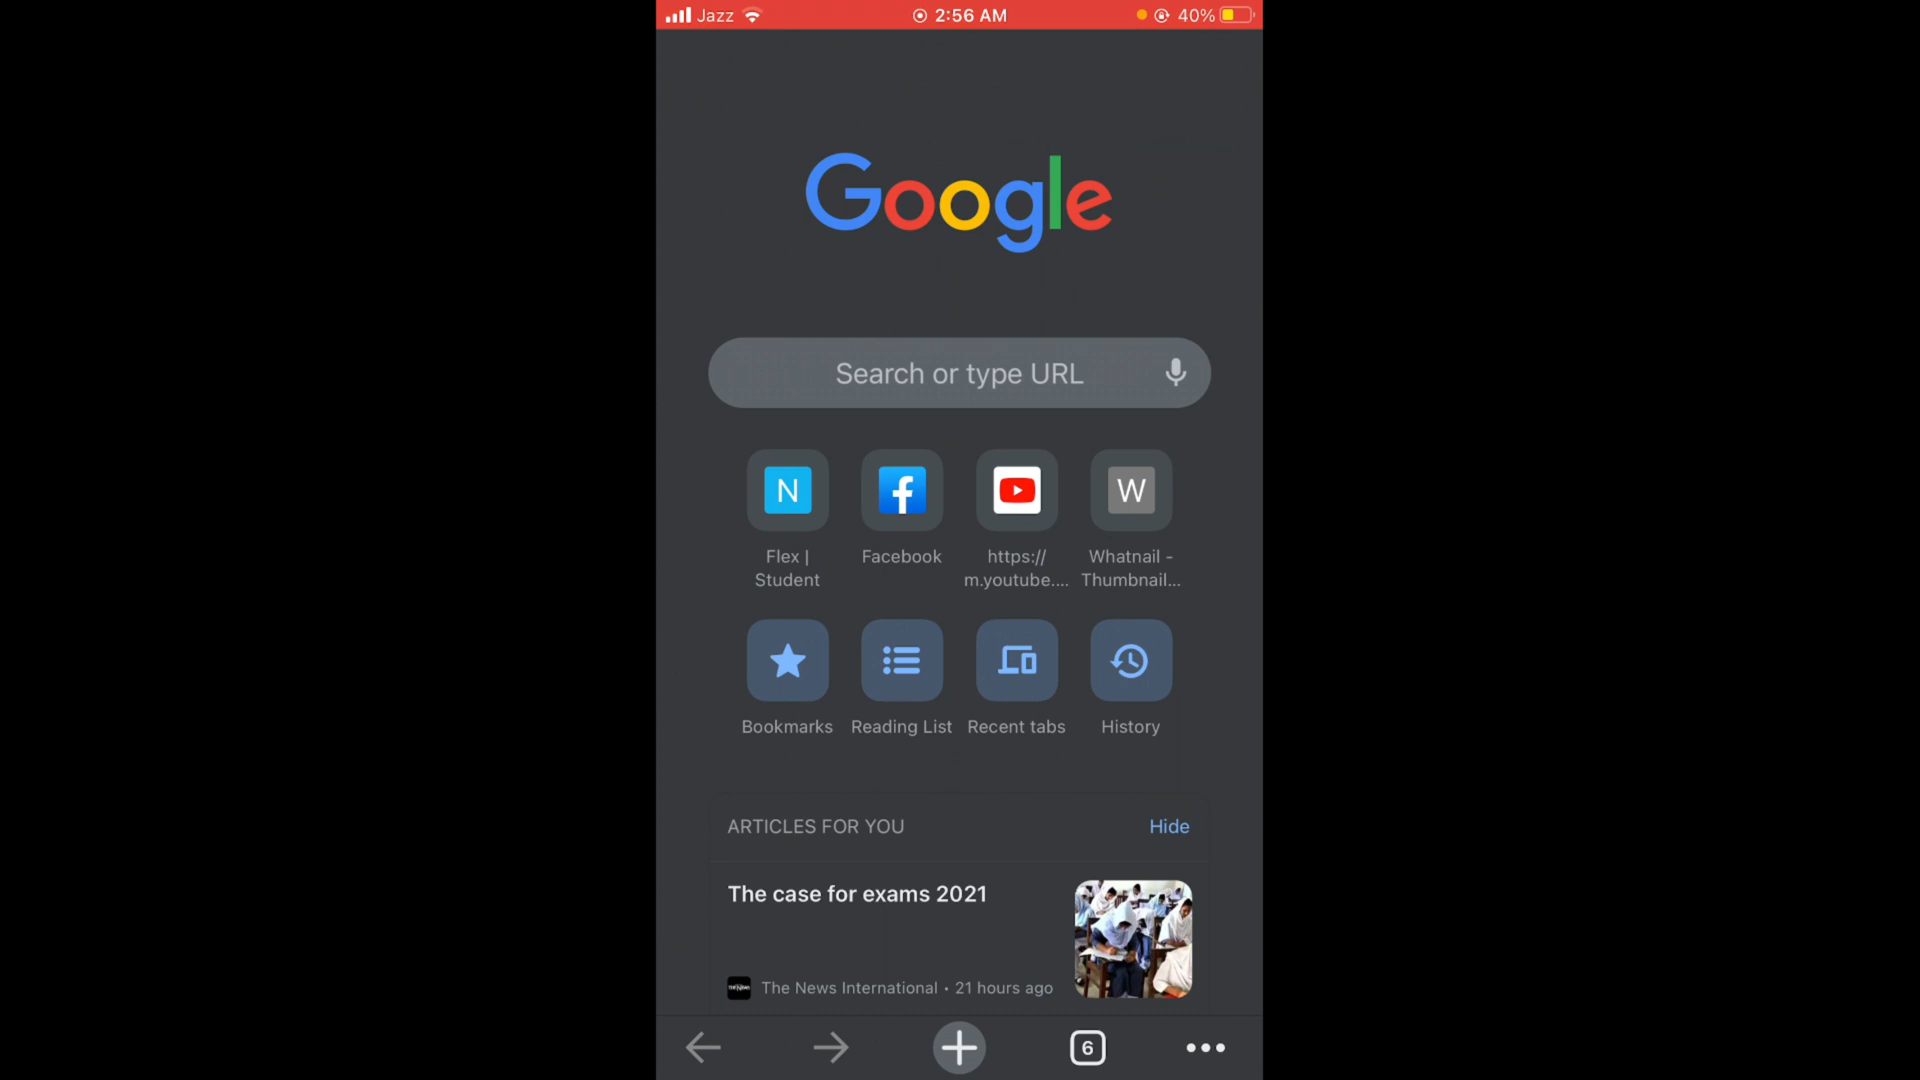 Jazz 2:56 AM 40%
Google
Search or type URL
N W
Flex | Facebook https:// Whatnail -
Student m.youtube.... Thumbnail...
Bookmarks Reading List Recent tabs History
ARTICLES FOR YOU Hide
The case for exams 2021
The News International • 21 hours ago
6